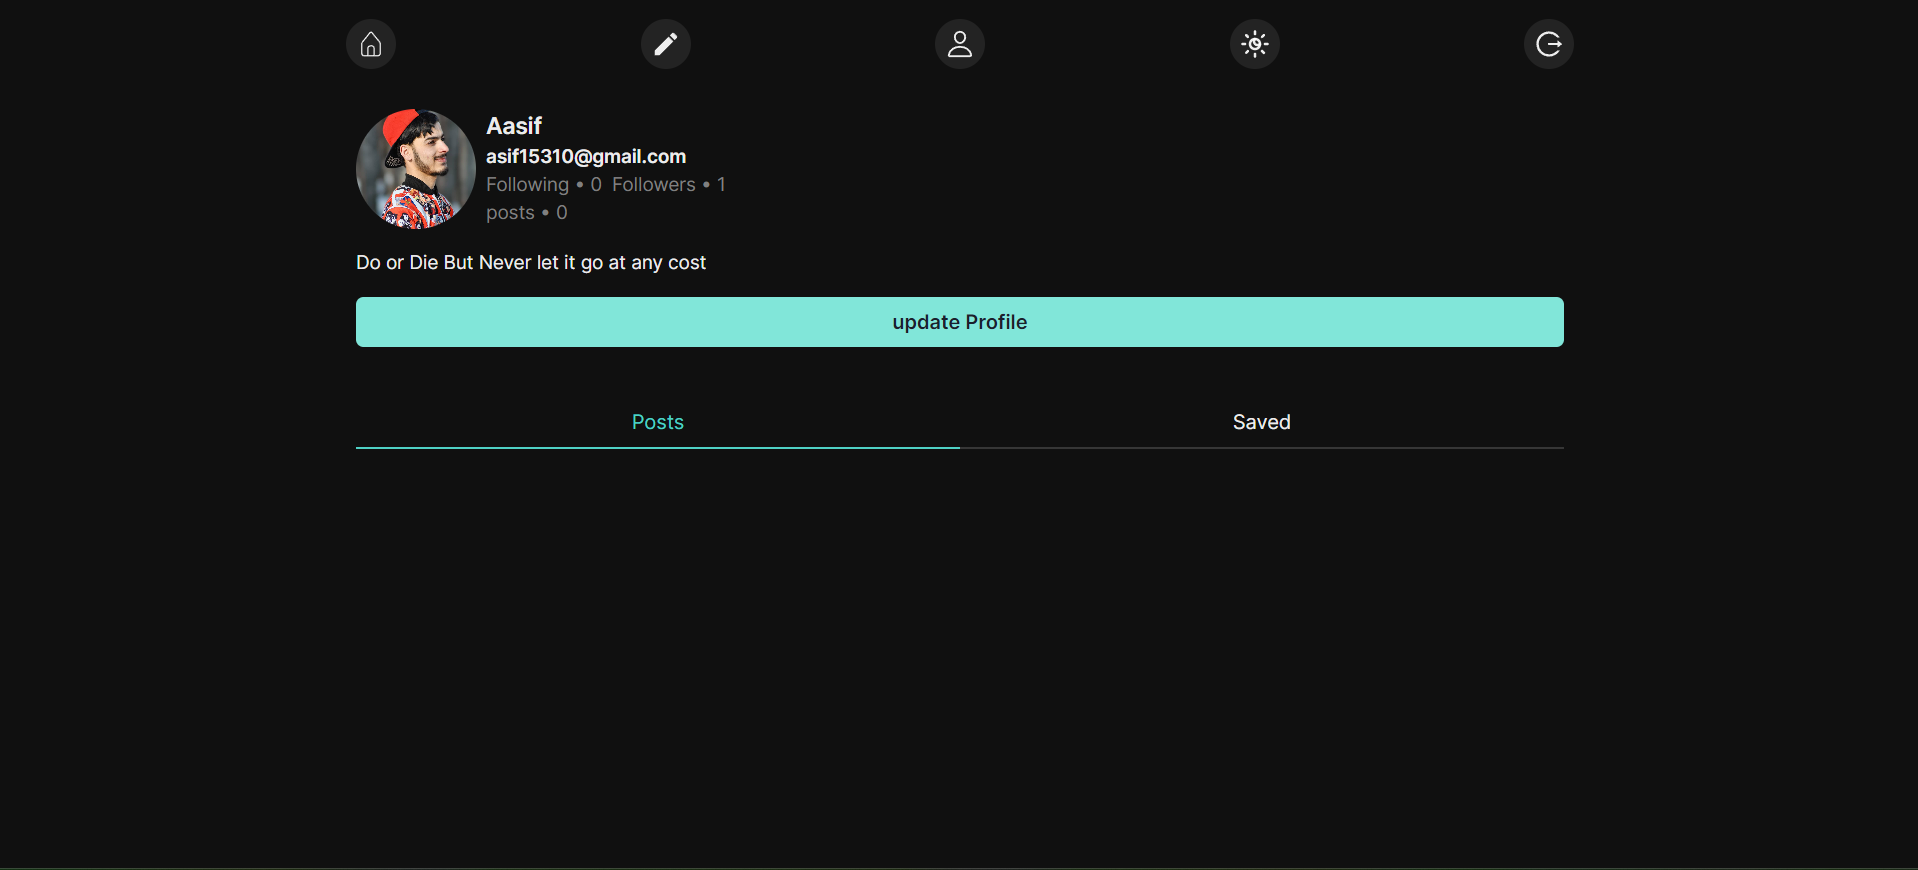 Aasif
asif15310@gmail.com
Following • 0 Followers • 1
posts • 0
Do or Die But Never let it go at any cost
update Profile
Posts
Saved